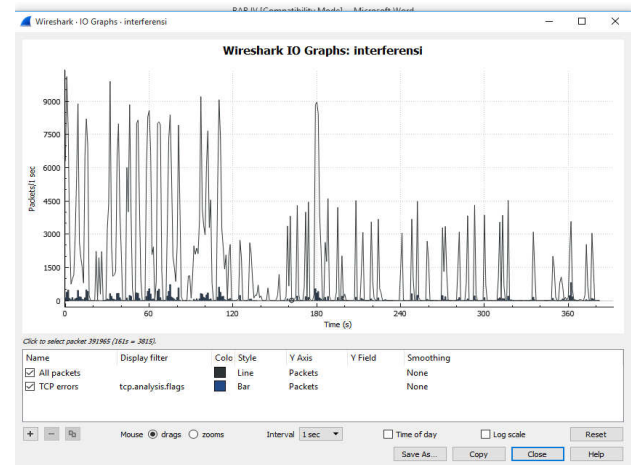 BAB IV [Compatibility Mode] - Microsoft Word
Wireshark · IO Graphs · interferensi
Wireshark IO Graphs: interferensi
9000
7500
6000
4500
3000
1500
0
Packets/1 sec
0 60 120 180 240 300 360
Time (s)
Click to select packet 391965 (161s = 3815).
Name Display filter Colo Style Y Axis Y Field Smoothing
All packets Line Packets None
TCP errors tcp.analysis.flags Bar Packets None
Mouse drags zooms Interval 1 sec Time of day Log scale Reset
Save As... Copy Close Help